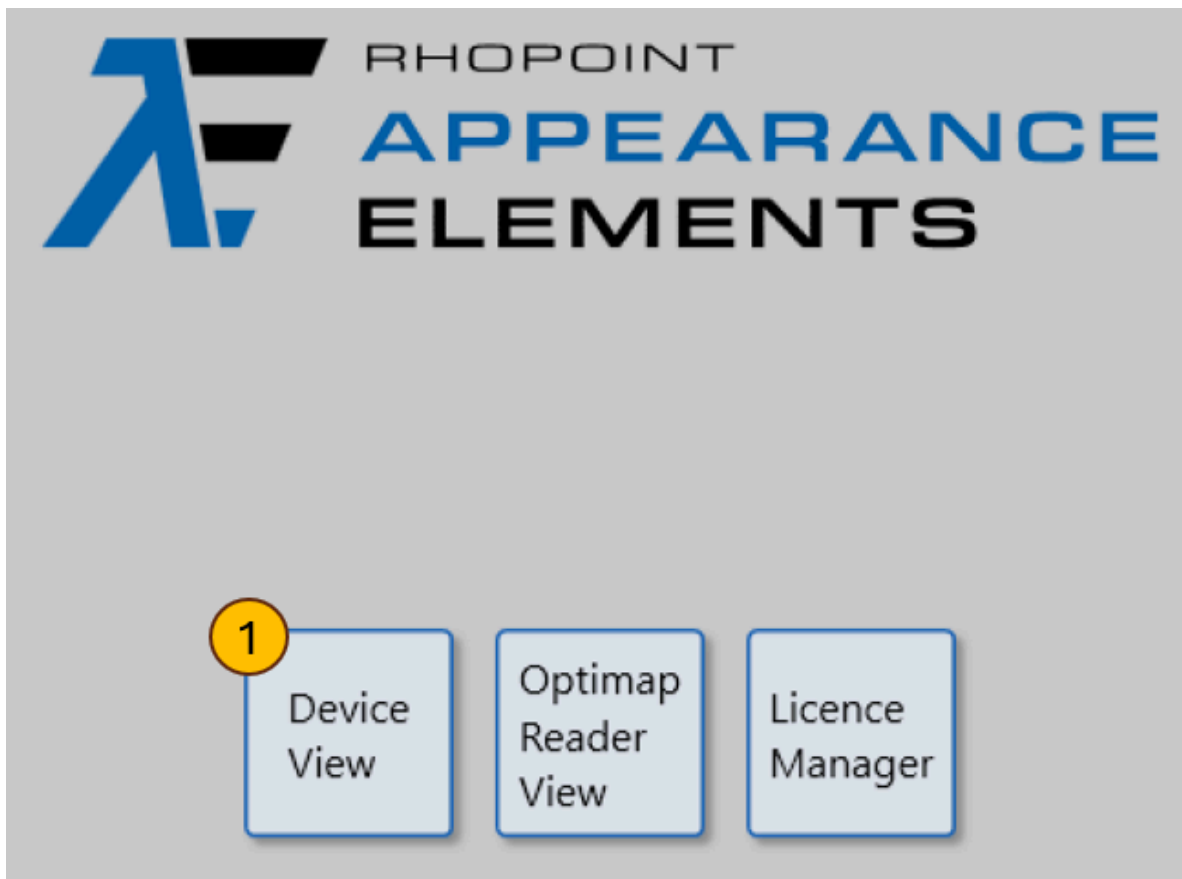 RHOPOINT
APPEARANCE
ELEMENTS
1
Device
View
Optimap
Reader
View
Licence
Manager